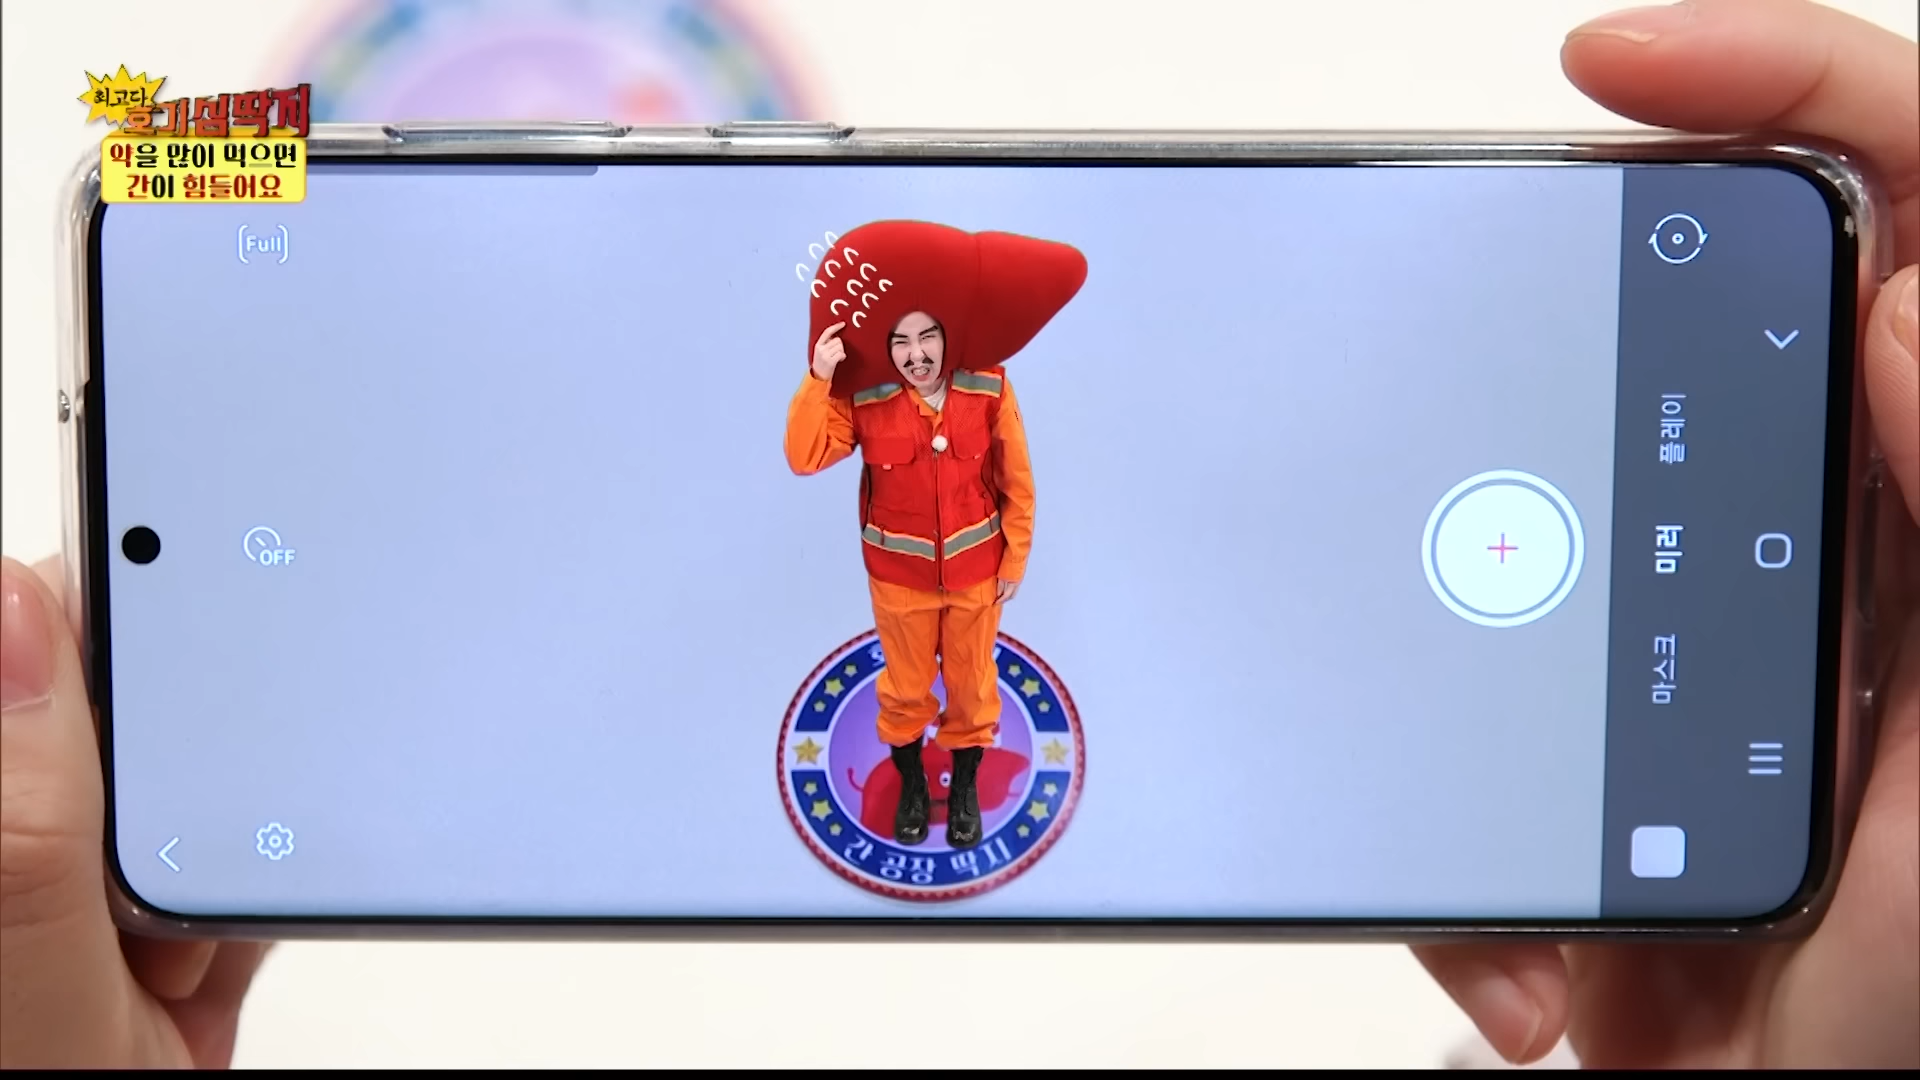 최고다
호기심딱지
약을 많이 먹으면
간이 힘들어요
[Full]
OFF
플레이
미러
마스크
간 공장 딱지